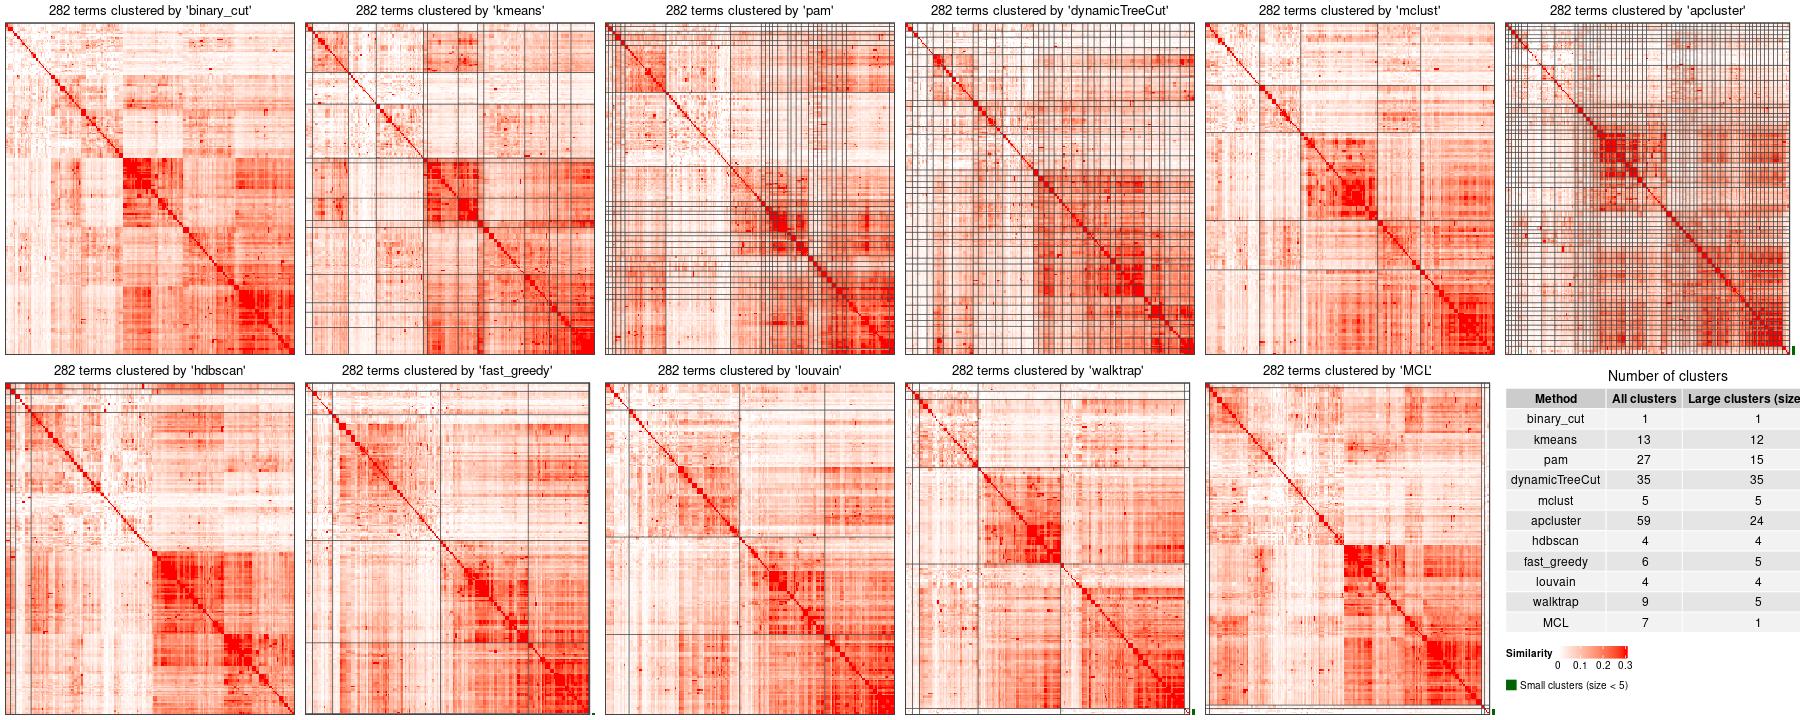 282 terms clustered by 'binary_cut'
282 terms clustered by 'kmeans'
282 terms clustered by 'pam'
282 terms clustered by 'dynamicTreeCut'
282 terms clustered by 'mclust'
282 terms clustered by 'apcluster'
282 terms clustered by 'hdbscan'
282 terms clustered by 'fast_greedy'
282 terms clustered by 'louvain'
282 terms clustered by 'walktrap'
282 terms clustered by 'MCL'
Number of clusters
Method All clusters Large clusters (size
binary_cut 1 1
kmeans 13 12
pam 27 15
dynamicTreeCut 35 35
mclust 5 5
apcluster 59 24
hdbscan 4 4
fast_greedy 6 5
louvain 4 4
walktrap 9 5
MCL 7 1
Similarity
0 0.1 0.2 0.3
Small clusters (size < 5)